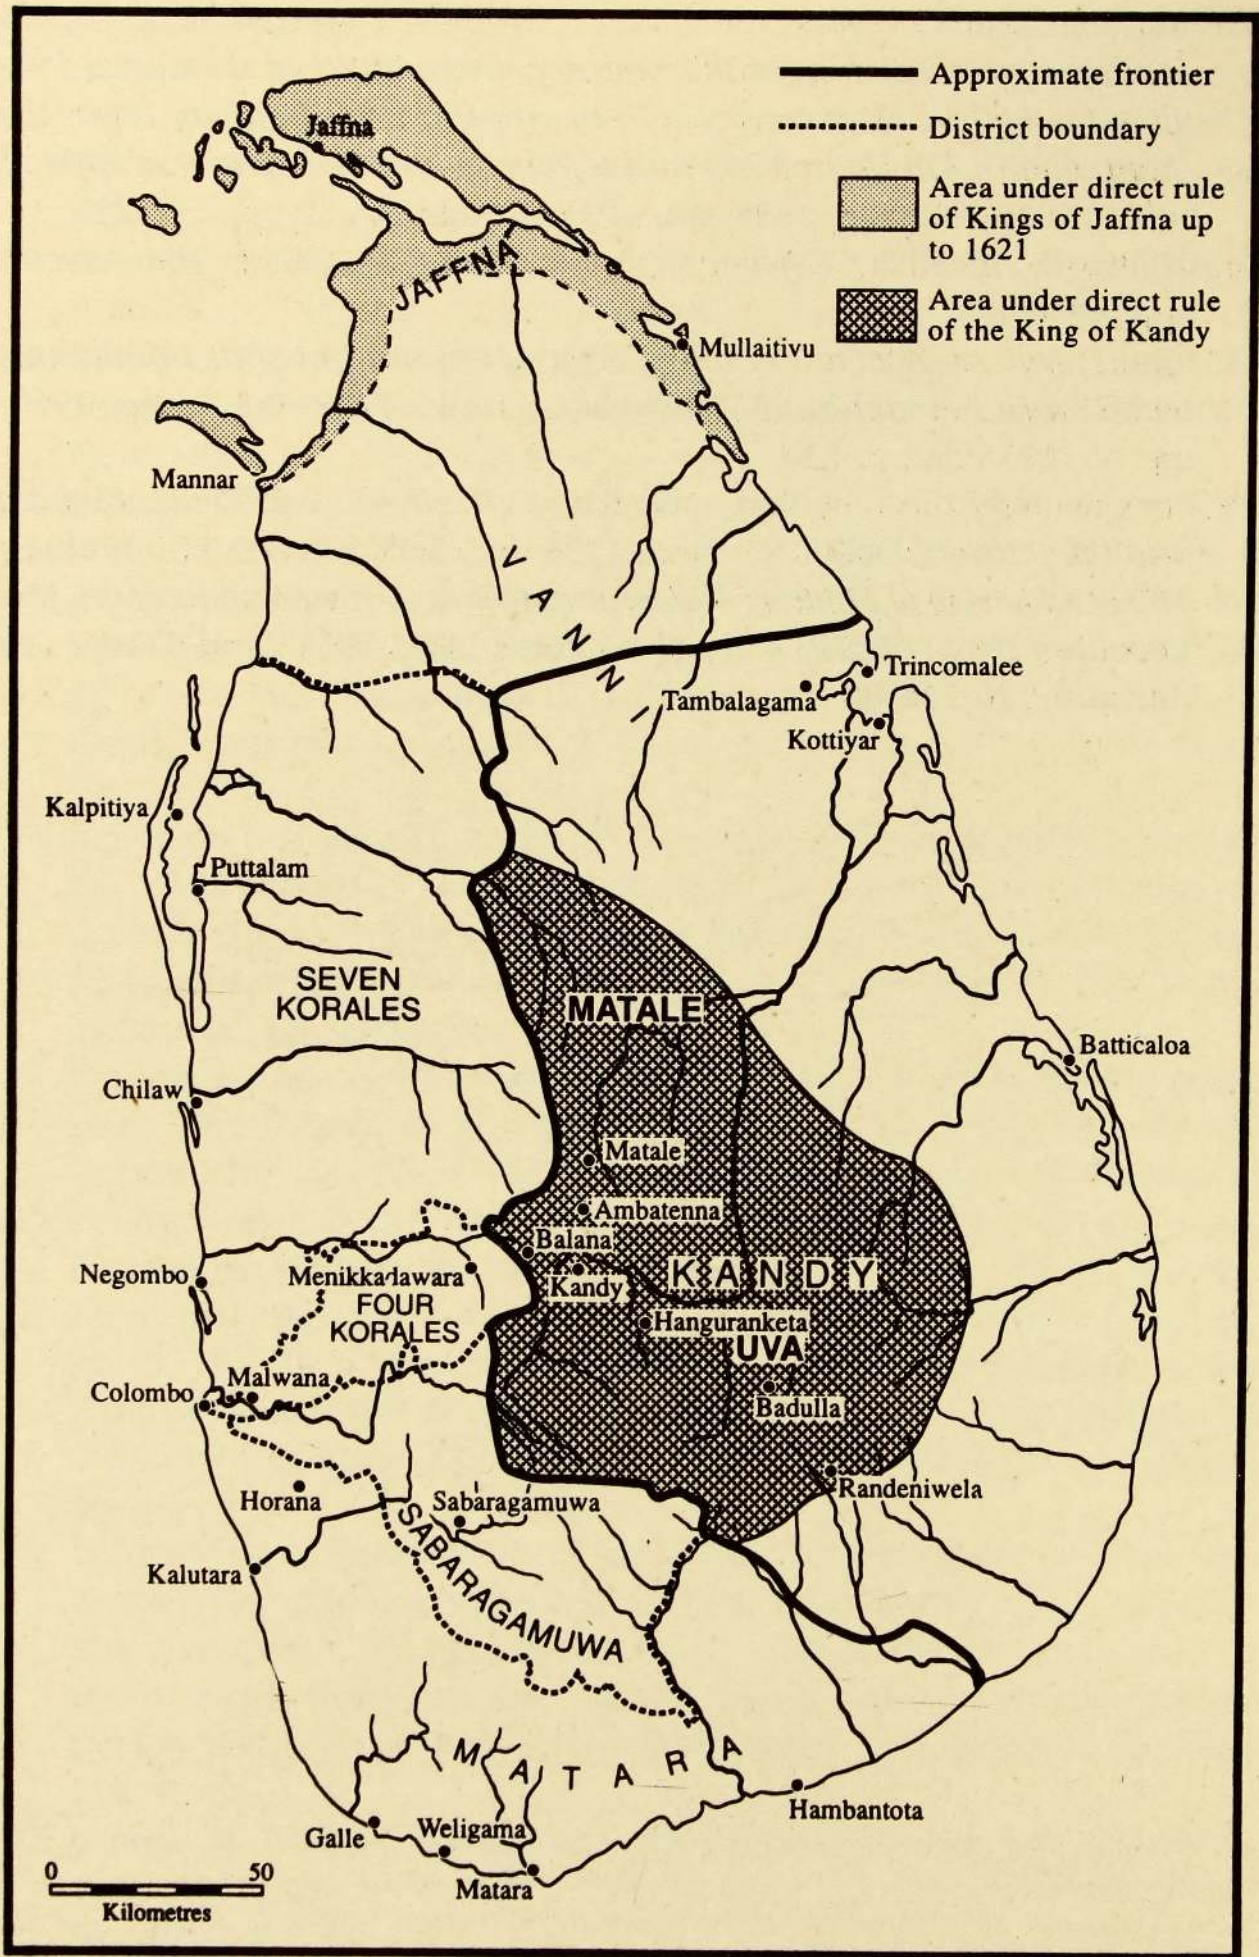 Approximate frontier
District boundary
Area under direct rule
of Kings of Jaffna up
to 1621
Area under direct rule
of the King of Kandy
Jaffna
JAFFNA
Mullaitivu
Mannar
VANNI
Trincomalee
Tambalagama
Kottiyar
Kalpitiya
Puttalam
SEVEN
KORALES
MATALE
Batticaloa
Chilaw
Matale
Ambatenna
Balana
Negombo
Menikkadawara
Kandy
KANDY
FOUR
KORALES
Hanguranketa
UVA
Malwana
Colombo
Badulla
Randeniwela
Horana
Sabaragamuwa
SABARAGAMUWA
Kalutara
MATARA
Hambantota
Galle
Weligama
Matara
0 50
Kilometres